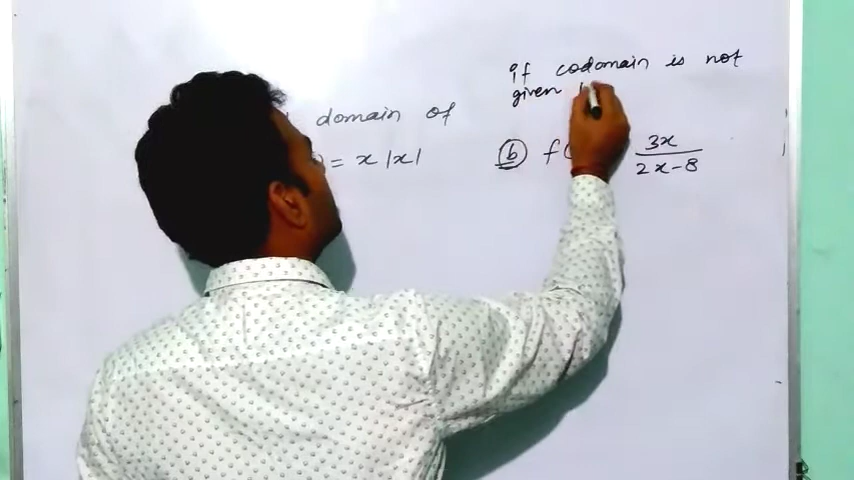 if codomain is not
given
domain of
= x |x|
(b) f( 3x / 2x-8